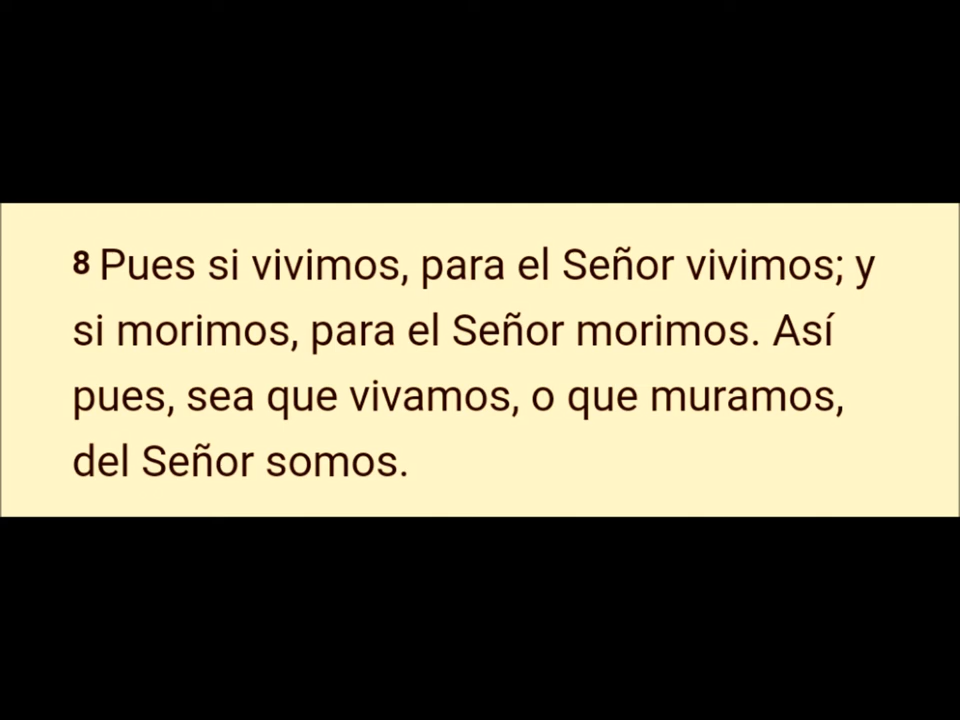 8 Pues si vivimos, para el Señor vivimos; y
si morimos, para el Señor morimos. Así
pues, sea que vivamos, o que muramos,
del Señor somos.